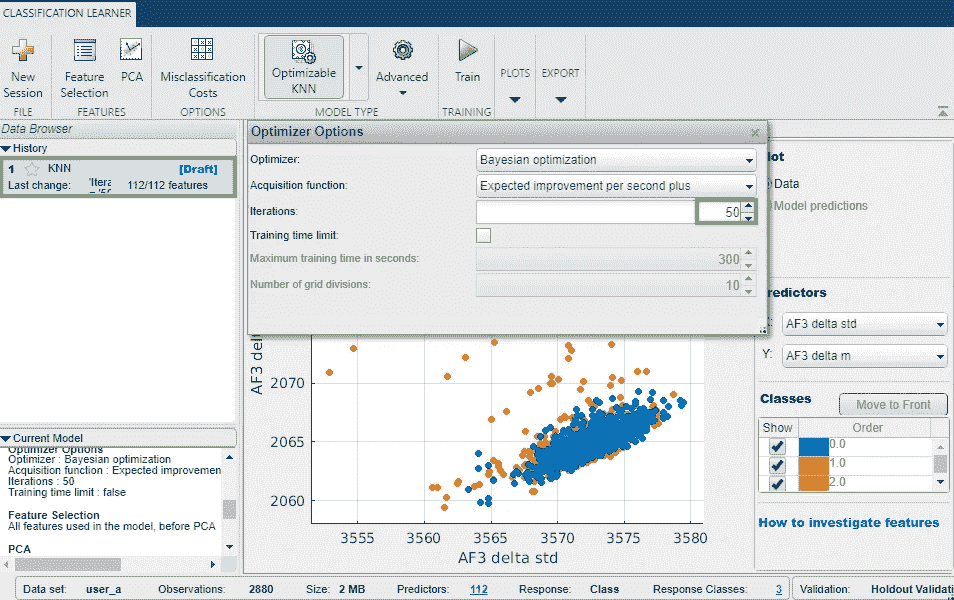 CLASSIFICATION LEARNER
New Session
Feature Selection
PCA
Misclassification Costs
Optimizable KNN
Advanced
Train
PLOTS
EXPORT
FILE
FEATURES
OPTIONS
MODEL TYPE
TRAINING
Data Browser
History
1 KNN [Draft]
Last change: 'Itera 112/112 features
Optimizer Options
Optimizer: Bayesian optimization
Acquisition function: Expected improvement per second plus
Iterations: 50
Training time limit:
Maximum training time in seconds: 300
Number of grid divisions: 10
lot
Data
Model predictions
redictors
X: AF3 delta std
Y: AF3 delta m
Classes
Move to Front
Show Order
0.0
1.0
2.0
How to investigate features
AF3 del
2070
2065
2060
3555 3560 3565 3570 3575 3580
AF3 delta std
Current Model
Optimizer Options
Optimizer : Bayesian optimization
Acquisition function : Expected improvemen
Iterations : 50
Training time limit : false
Feature Selection
All features used in the model, before PCA
PCA
Data set: user_a Observations: 2880 Size: 2 MB Predictors: 112 Response: Class Response Classes: 3 Validation: Holdout Validati